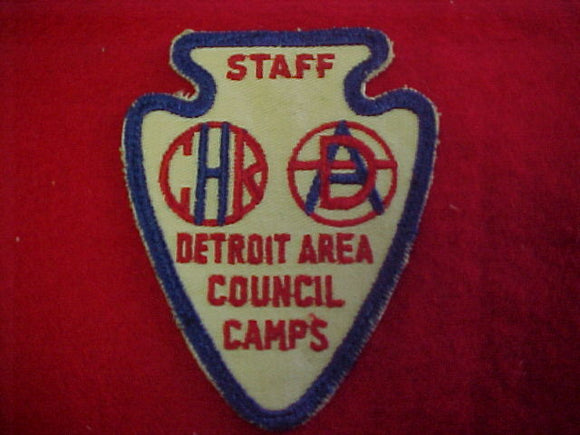 STAFF
CHR DA
DETROIT AREA
COUNCIL
CAMPS